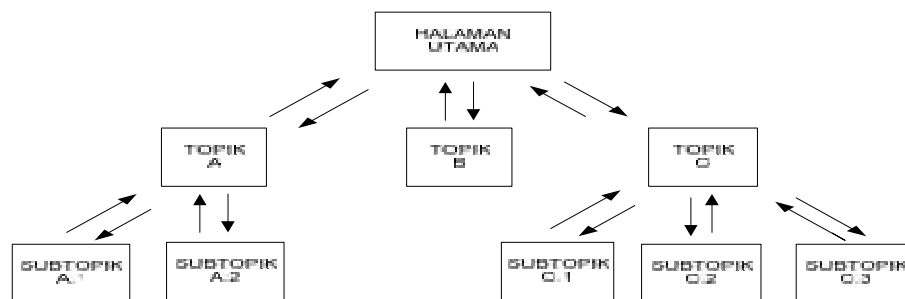 HALAMAN
UTAMA
TOPIK
A
TOPIK
B
TOPIK
C
SUBTOPIK
A.1
SUBTOPIK
A.2
SUBTOPIK
C.1
SUBTOPIK
C.2
SUBTOPIK
C.3